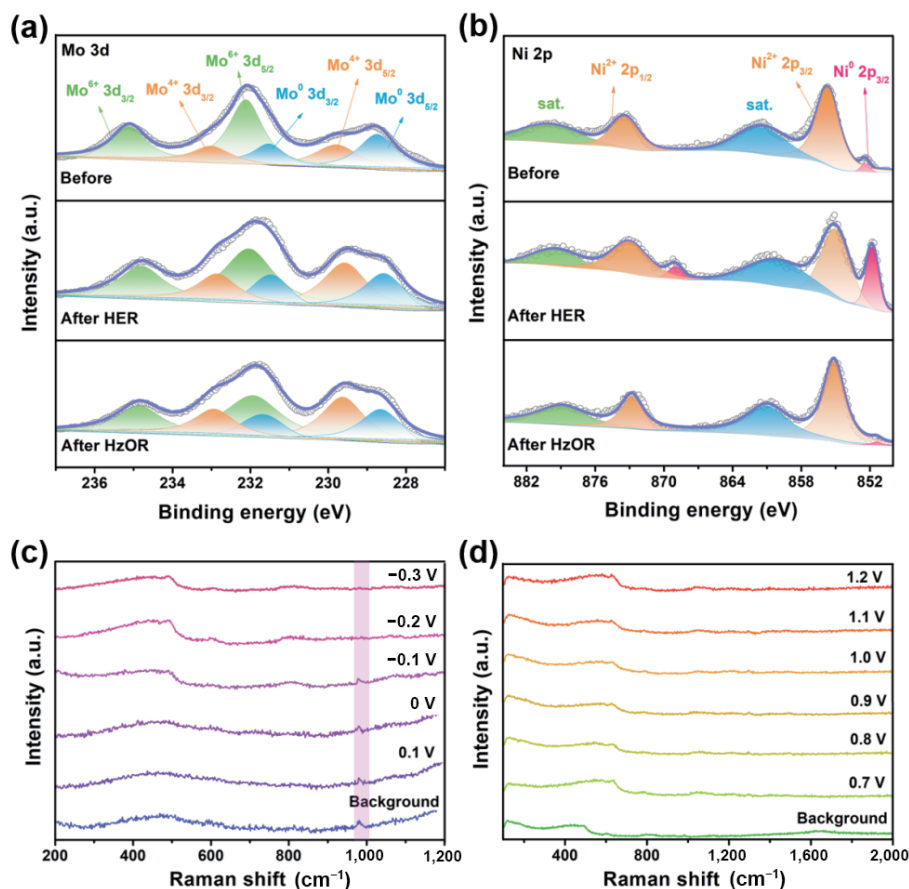 (a)
Mo 3d
Mo⁶⁺ 3d₃/₂
Mo⁴⁺ 3d₃/₂
Mo⁶⁺ 3d₅/₂
Mo⁰ 3d₃/₂
Mo⁴⁺ 3d₅/₂
Mo⁰ 3d₅/₂
Before
After HER
After HzOR
Intensity (a.u.)
236 234 232 230 228
Binding energy (eV)
(b)
Ni 2p
sat.
Ni²⁺ 2p₁/₂
sat.
Ni²⁺ 2p₃/₂
Ni⁰ 2p₃/₂
Before
After HER
After HzOR
Intensity (a.u.)
882 876 870 864 858 852
Binding energy (eV)
(c)
−0.3 V
−0.2 V
−0.1 V
0 V
0.1 V
Background
Intensity (a.u.)
200 400 600 800 1,000 1,200
Raman shift (cm⁻¹)
(d)
1.2 V
1.1 V
1.0 V
0.9 V
0.8 V
0.7 V
Background
Intensity (a.u.)
400 800 1,200 1,600 2,000
Raman shift (cm⁻¹)